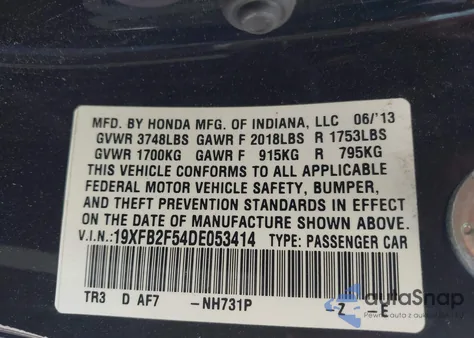 MFD. BY HONDA MFG. OF INDIANA, LLC 06/'13
GVWR 3748LBS GAWR F 2018LBS R 1753LBS
GVWR 1700KG GAWR F 915KG R 795KG
THIS VEHICLE CONFORMS TO ALL APPLICABLE
FEDERAL MOTOR VEHICLE SAFETY, BUMPER,
AND THEFT PREVENTION STANDARDS IN EFFECT
ON THE DATE OF MANUFACTURE SHOWN ABOVE.
V.I.N.:19XFB2F54DE053414 TYPE: PASSENGER CAR
TR3 D AF7 -NH731P -Z -E
autoSnap